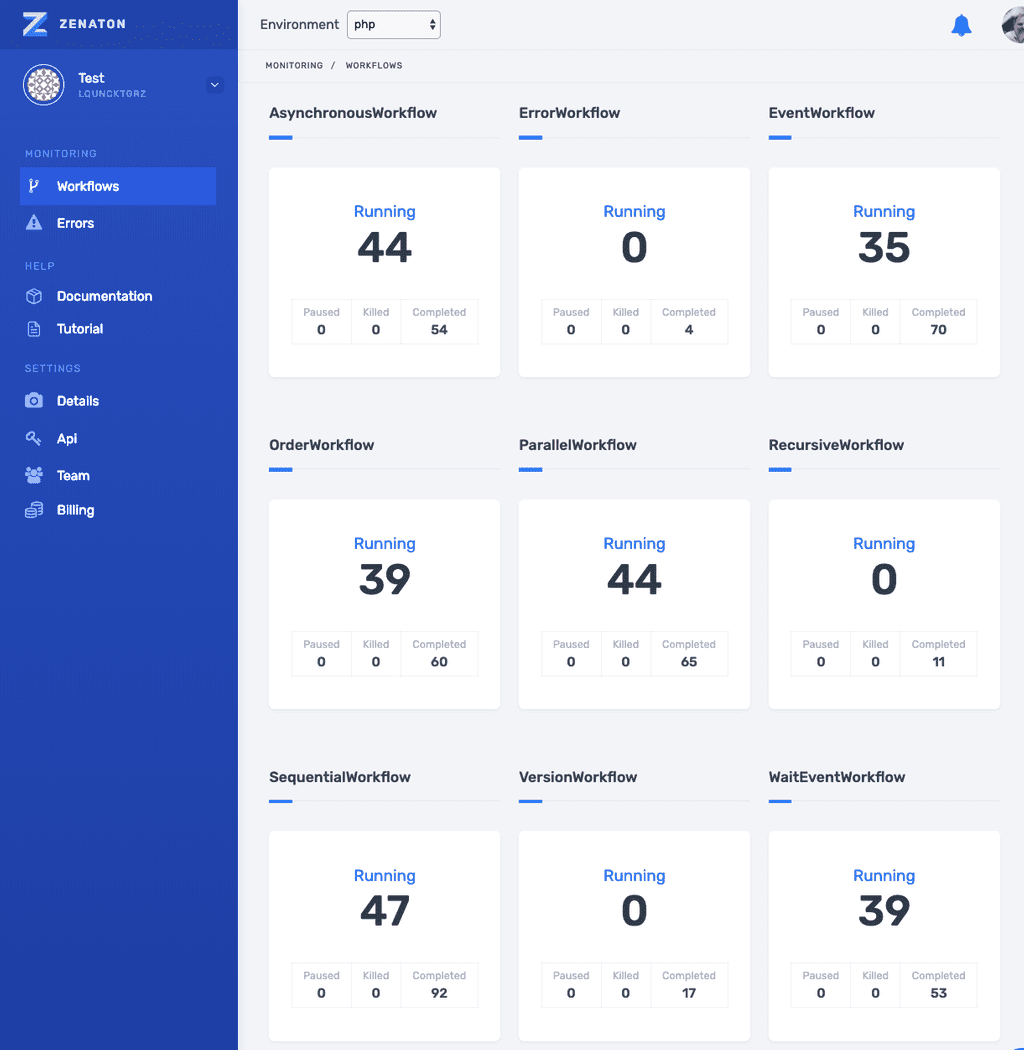 ZENATON
Environment php
Test
LQUNCKTGRZ
MONITORING
Workflows
Errors
HELP
Documentation
Tutorial
SETTINGS
Details
Api
Team
Billing
MONITORING / WORKFLOWS
AsynchronousWorkflow
Running
44
Paused Killed Completed
0 0 54
ErrorWorkflow
Running
0
Paused Killed Completed
0 0 4
EventWorkflow
Running
35
Paused Killed Completed
0 0 70
OrderWorkflow
Running
39
Paused Killed Completed
0 0 60
ParallelWorkflow
Running
44
Paused Killed Completed
0 0 65
RecursiveWorkflow
Running
0
Paused Killed Completed
0 0 11
SequentialWorkflow
Running
47
Paused Killed Completed
0 0 92
VersionWorkflow
Running
0
Paused Killed Completed
0 0 17
WaitEventWorkflow
Running
39
Paused Killed Completed
0 0 53